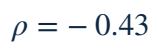 ρ = − 0.43